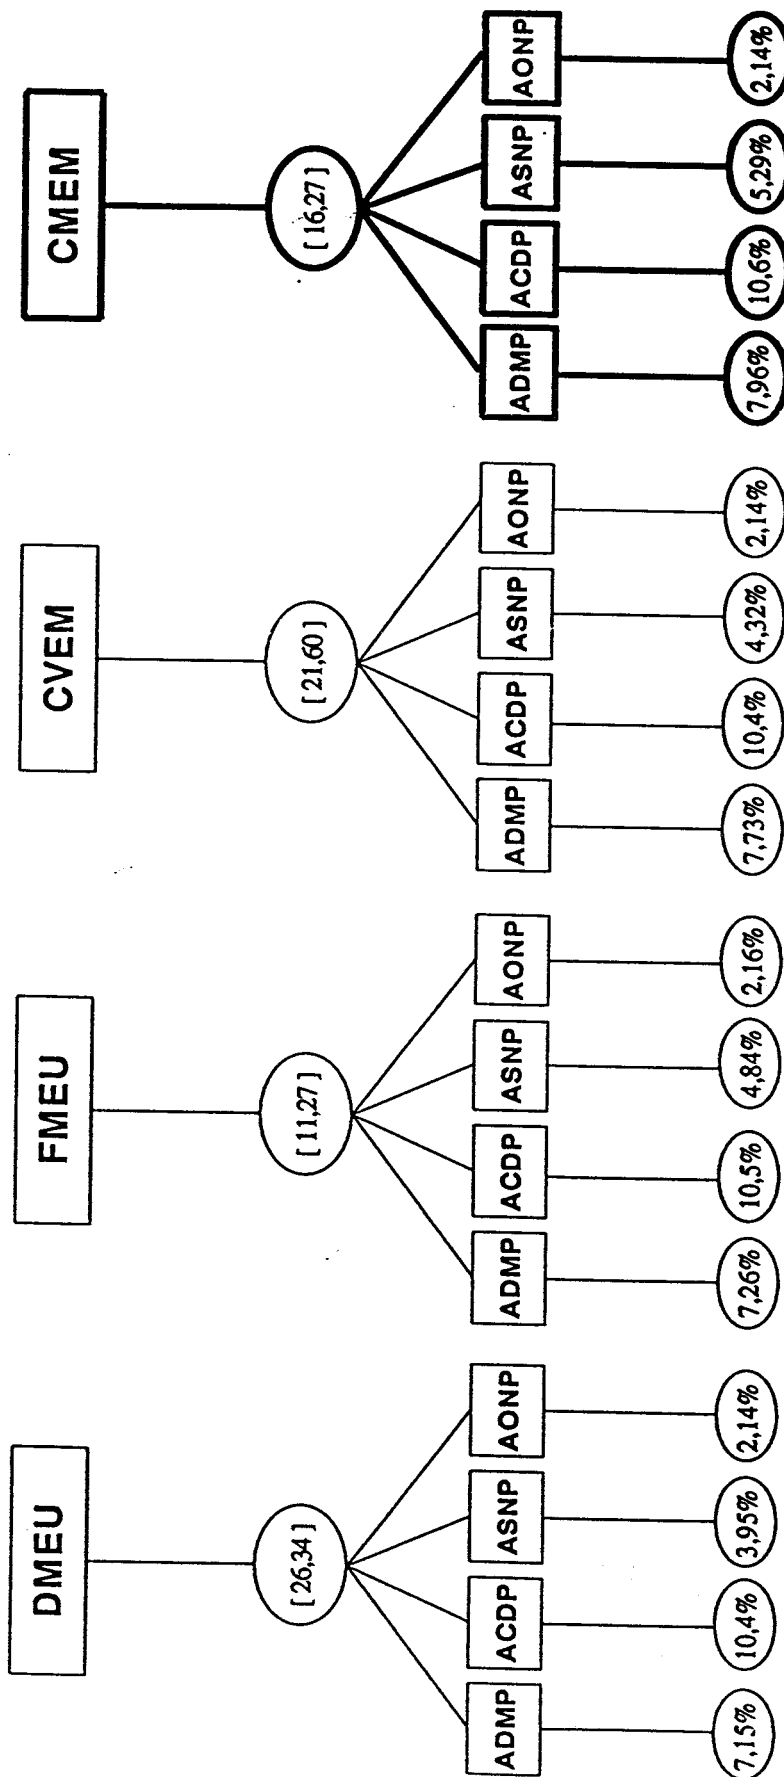 DMEU FMEU CVEM CMEM
[ 26,34 ] [ 11,27 ] [ 21,60 ] [ 16,27 ]
ADMP ACDP ASNP AONP ADMP ACDP ASNP AONP ADMP ACDP ASNP AONP ADMP ACDP ASNP AONP
7,15% 10,4% 3,95% 2,14% 7,26% 10,5% 4,84% 2,16% 7,73% 10,4% 4,32% 2,14% 7,96% 10,6% 5,29% 2,14%